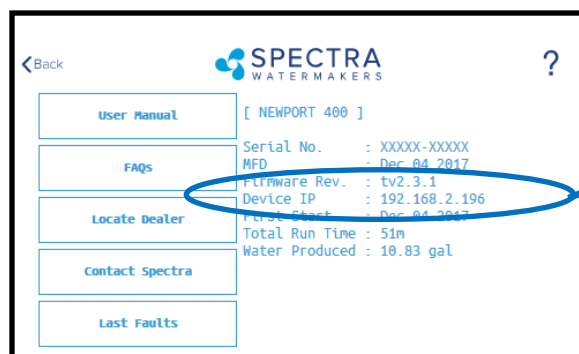 Back
SPECTRA
WATERMAKERS
?
User Manual
FAQs
Locate Dealer
Contact Spectra
Last Faults
[ NEWPORT 400 ]
Serial No. : XXXXX-XXXXX
MFD : Dec 04 2017
Firmware Rev. : tv2.3.1
Device IP : 192.168.2.196
First Start : Dec 04 2017
Total Run Time : 51m
Water Produced : 10.83 gal